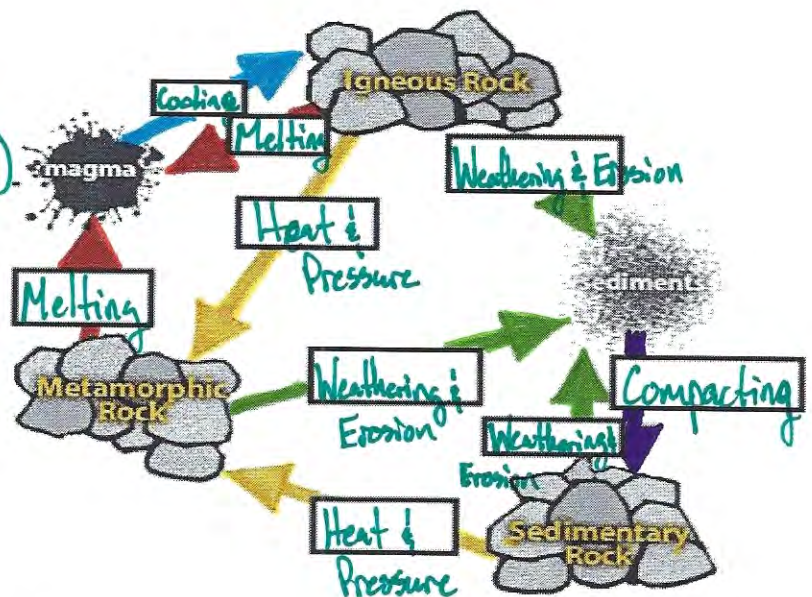 Igneous Rock
Cooling
Melting
magma
Weathering & Erosion
Heat &
Pressure
sediments
Melting
Metamorphic
Rock
Weathering &
Erosion
Compacting
Weathering &
Erosion
Heat &
Pressure
Sedimentary
Rock